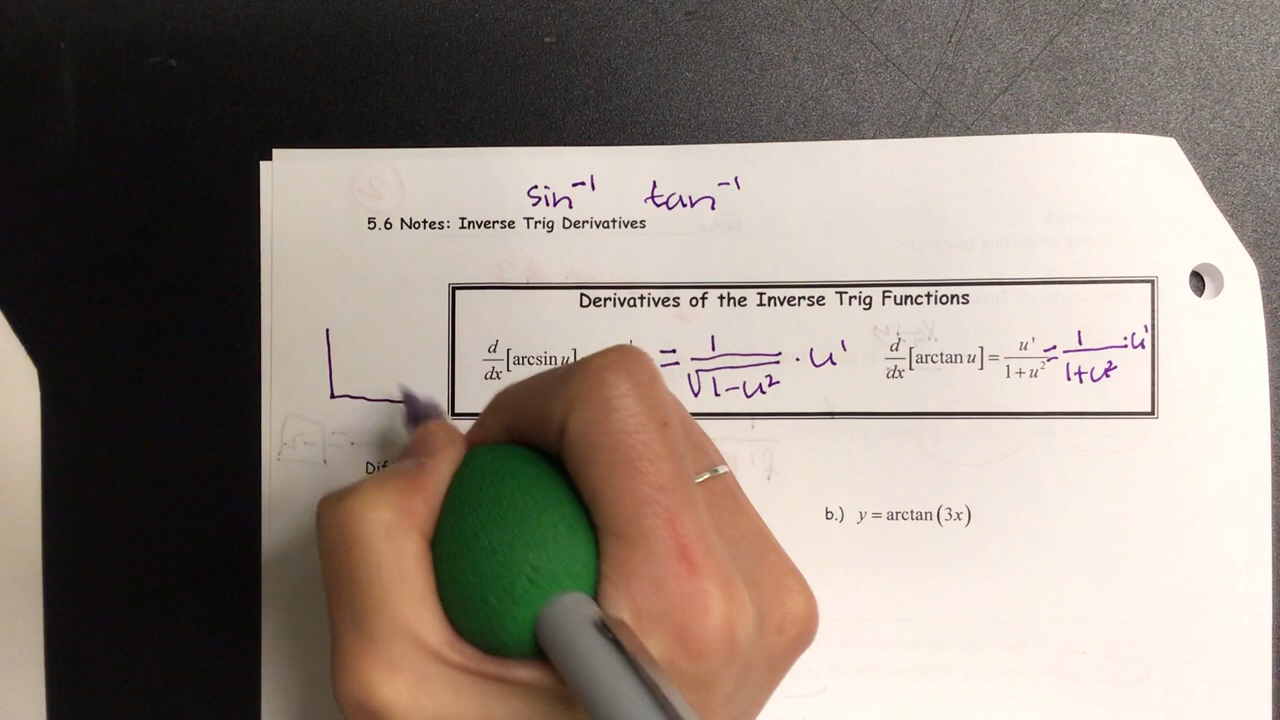 sin⁻¹ tan⁻¹
5.6 Notes: Inverse Trig Derivatives
Derivatives of the Inverse Trig Functions
d/dx [arcsin u] = 1/√(1-u²) · u' d/dx [arctan u] = u'/(1+u²) = 1/(1+u²) · u'
b.) y = arctan(3x)